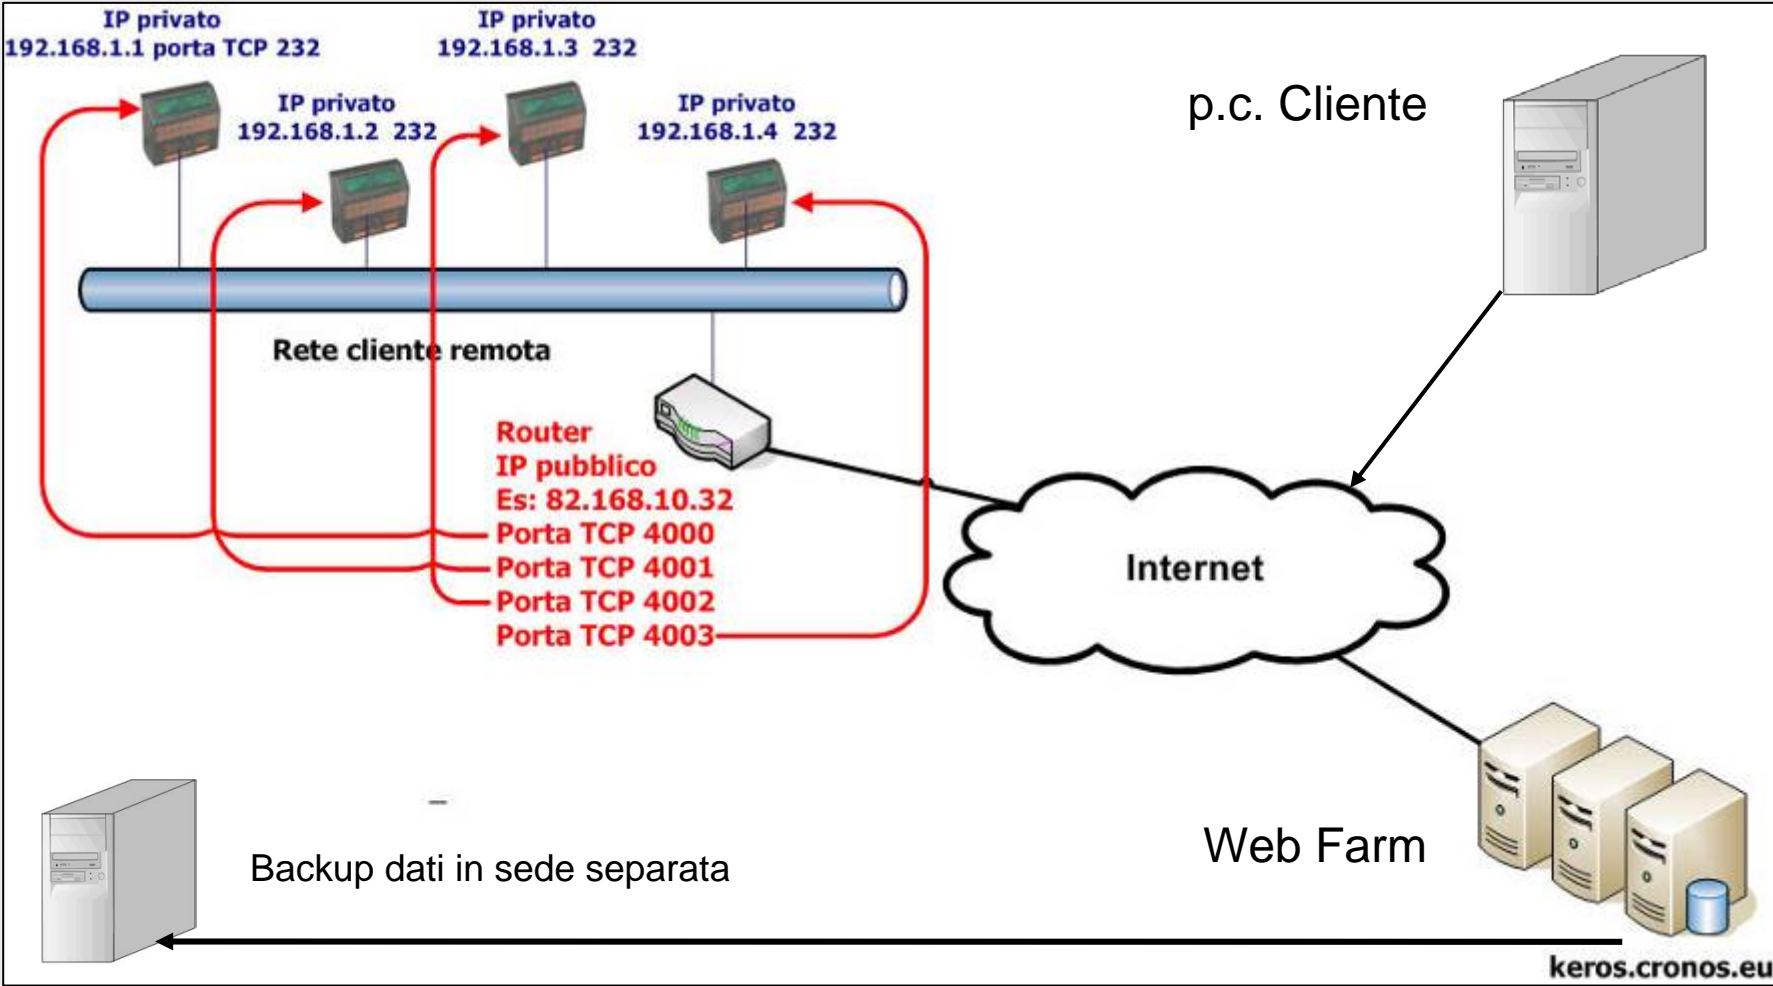 IP privato
192.168.1.1 porta TCP 232
IP privato
192.168.1.3 232
IP privato
192.168.1.2 232
IP privato
192.168.1.4 232
p.c. Cliente
Rete cliente remota
Router
IP pubblico
Es: 82.168.10.32
Porta TCP 4000
Porta TCP 4001
Porta TCP 4002
Porta TCP 4003
Internet
Web Farm
Backup dati in sede separata
keros.cronos.eu